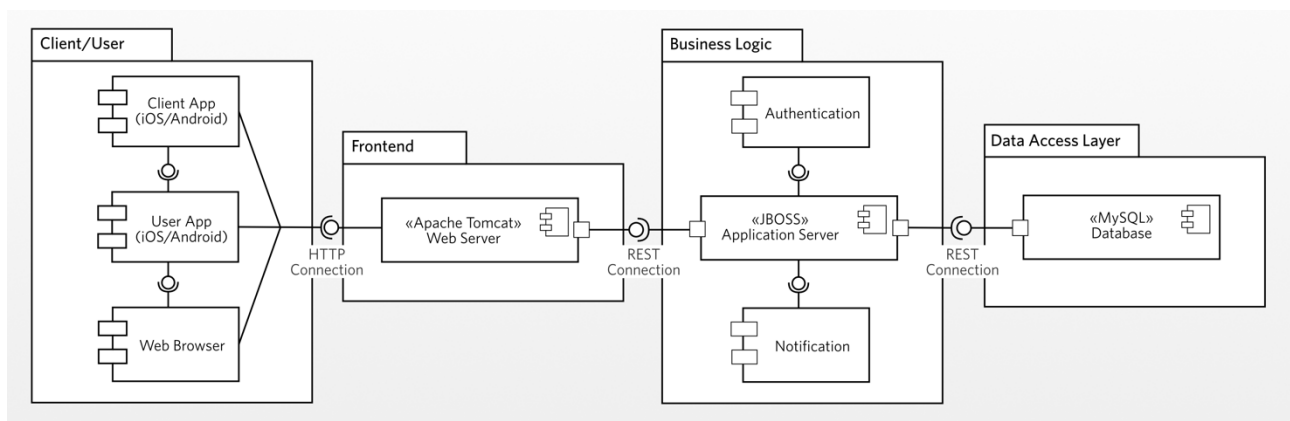 Client/User
Client App
(iOS/Android)
User App
(iOS/Android)
Web Browser
HTTP
Connection
Frontend
«Apache Tomcat»
Web Server
REST
Connection
Business Logic
Authentication
«JBOSS»
Application Server
Notification
REST
Connection
Data Access Layer
«MySQL»
Database